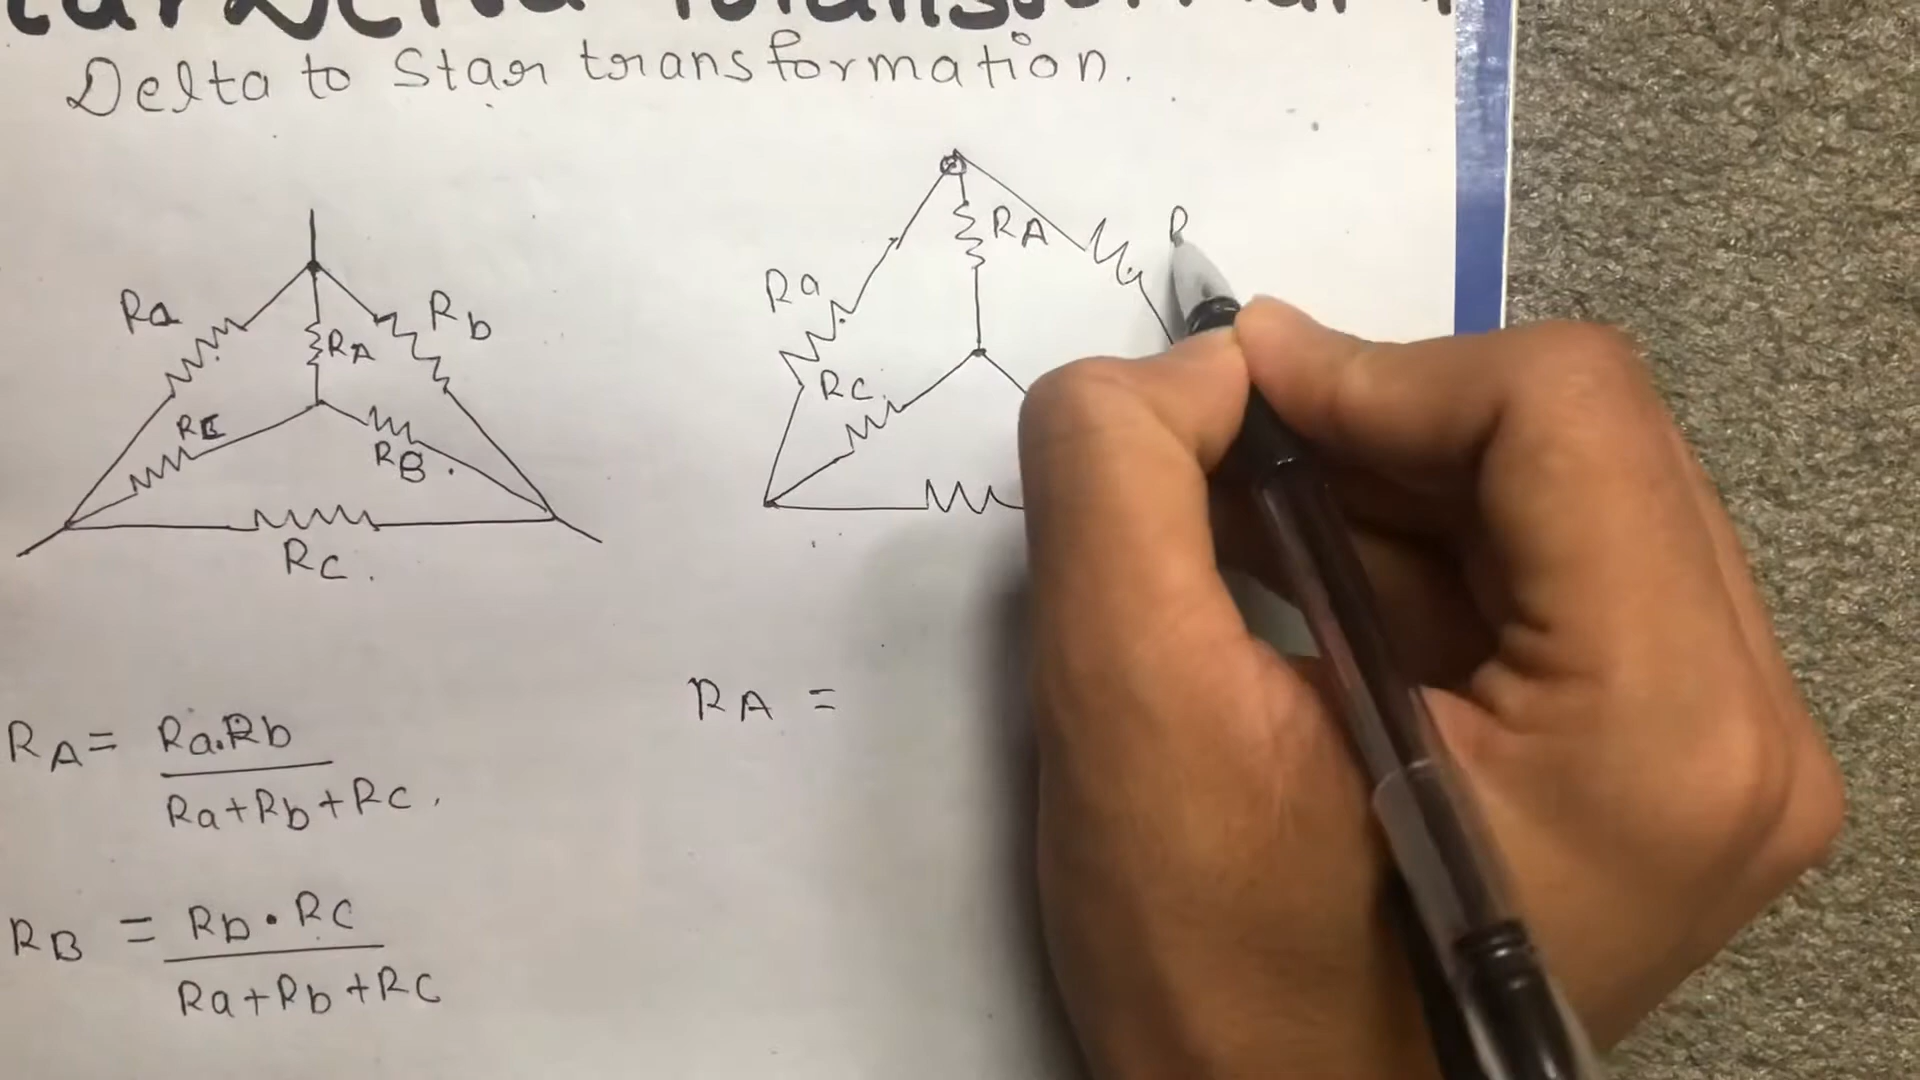 Delta to Star transformation.
Ra
Rb
RA
RC
RB
Rc.
Ra
RA
R
Rc
RA = Ra.Rb
Ra+Rb+Rc
RB = Rb.Rc
Ra+Rb+Rc
RA =